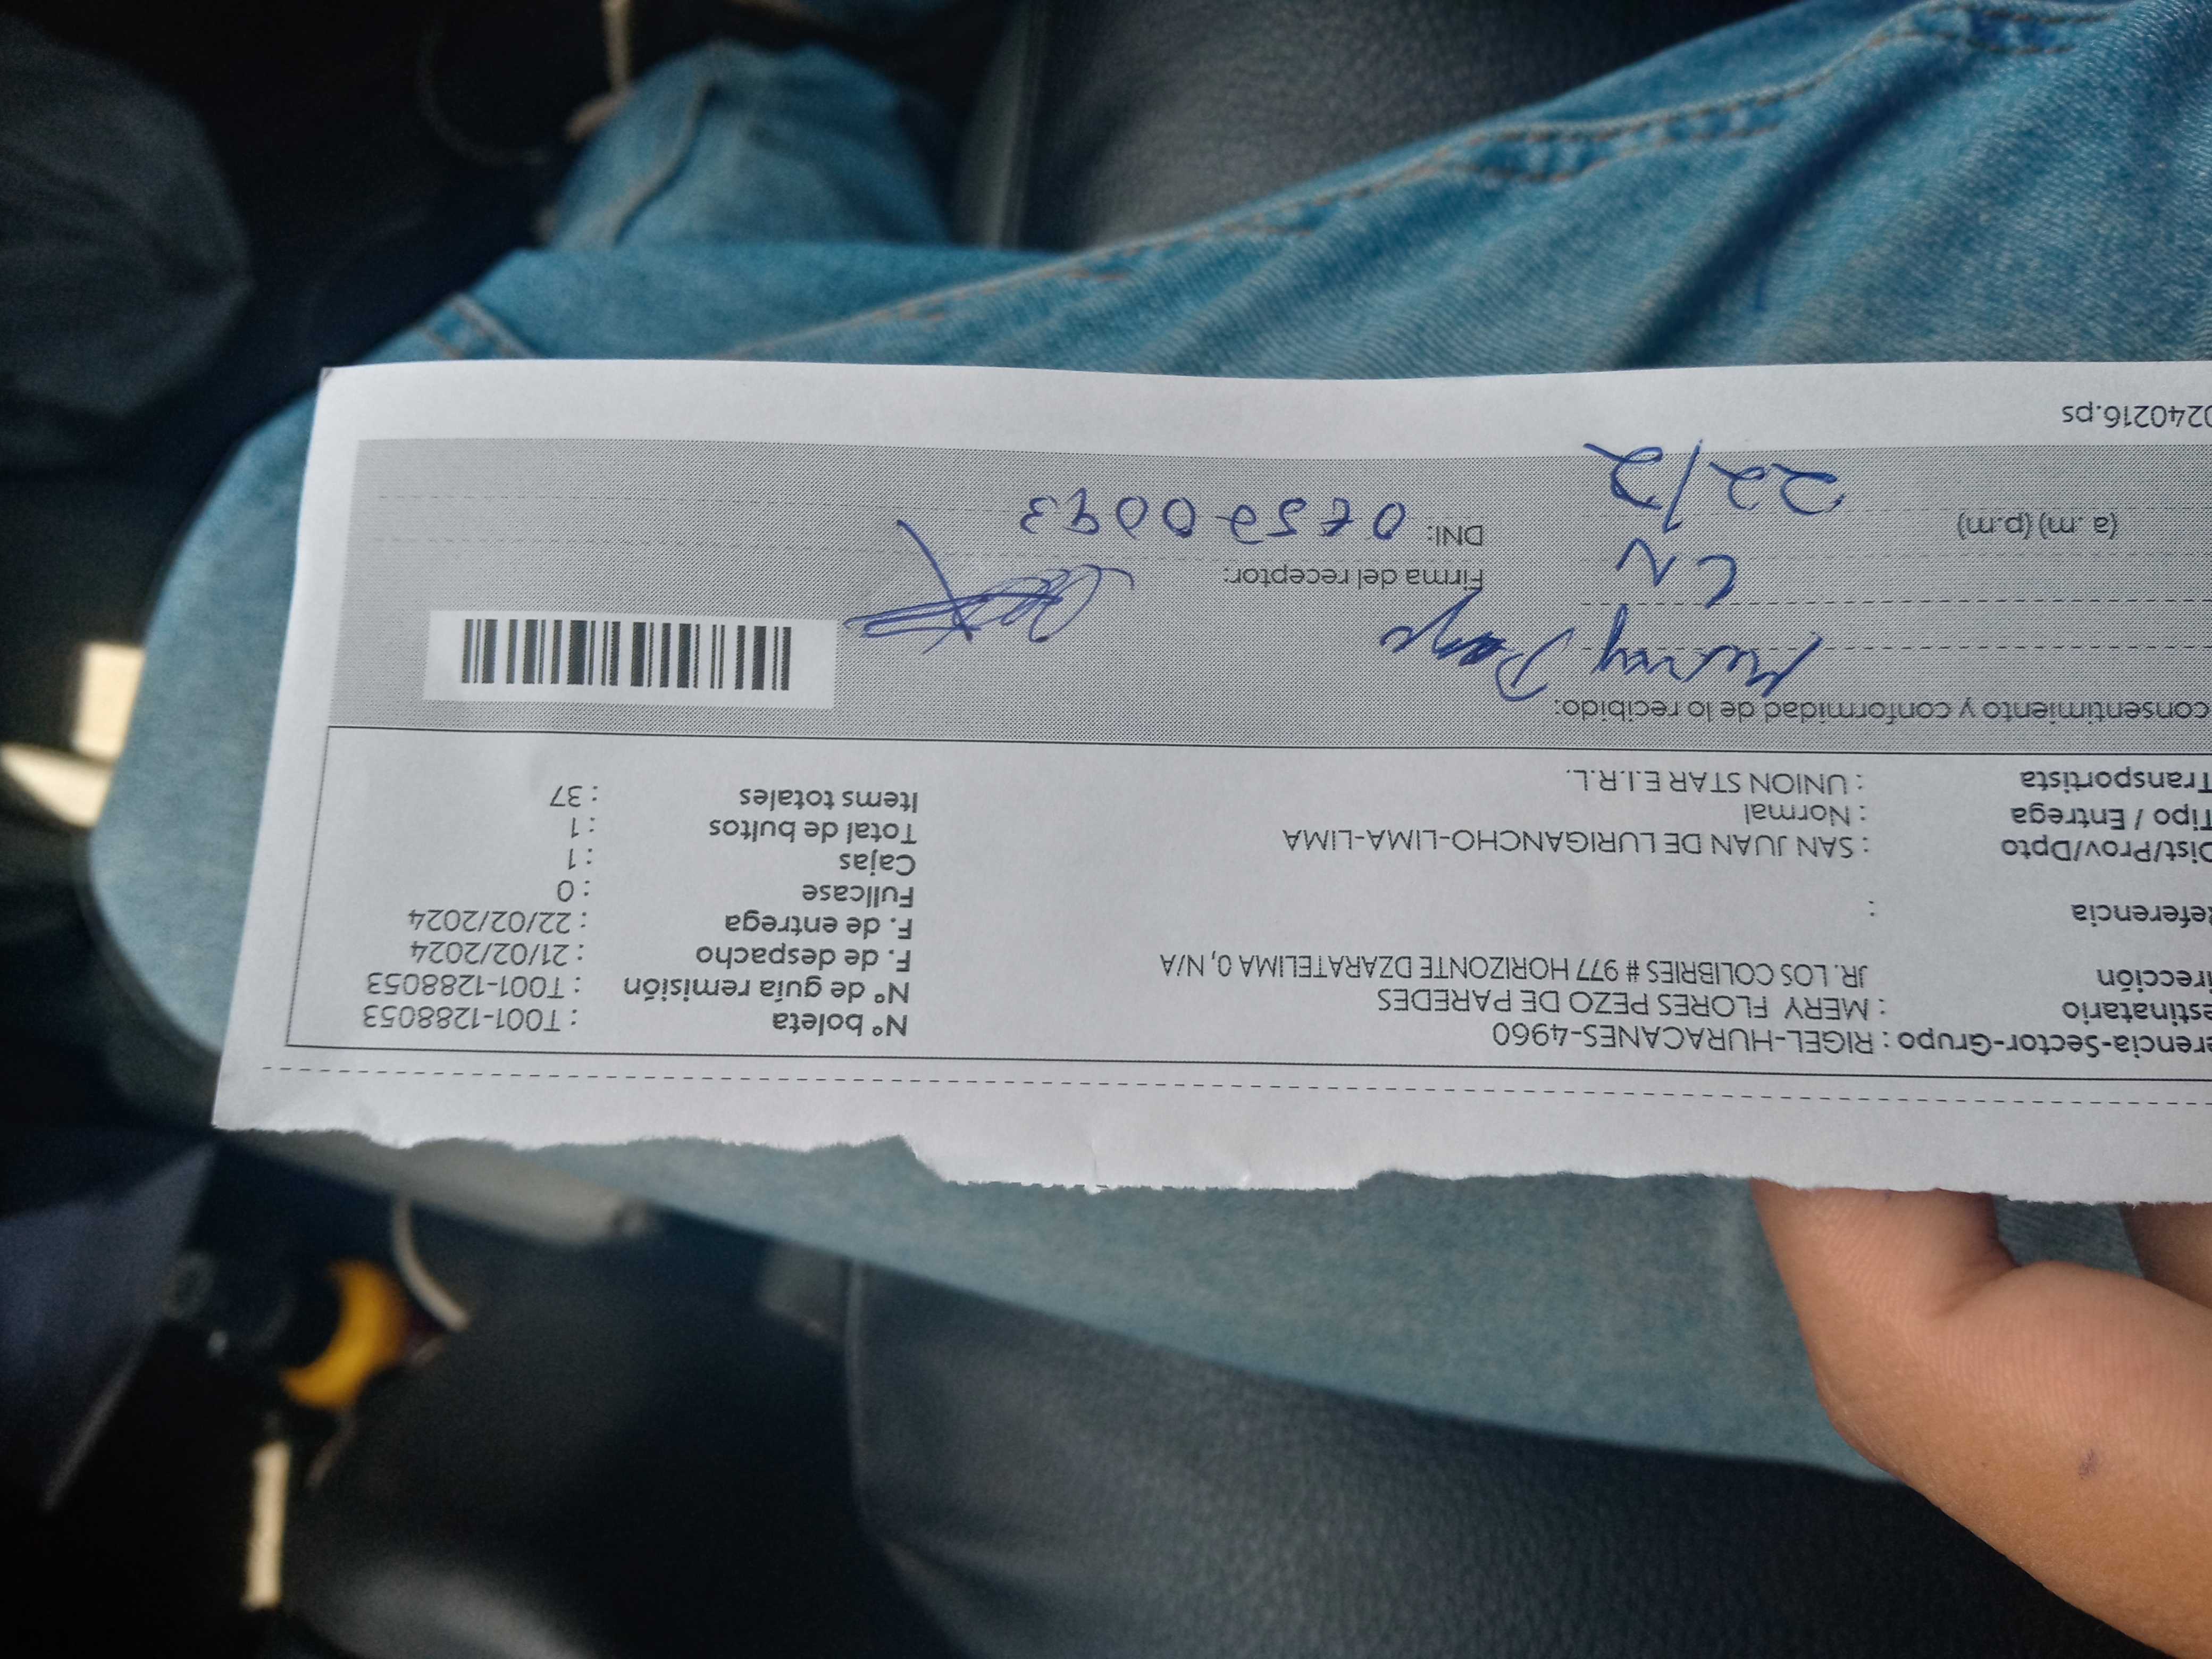 erencia-Sector-Grupo : RIGEL-HURACANES-4960
estinatario : MERY FLORES PEZO DE PAREDES
irección JR. LOS COLIBRIES # 977 HORIZONTE DZARATELIMA 0, N/A
Referencia :
Dist/Prov/Dpto : SAN JUAN DE LURIGANCHO-LIMA-LIMA
Tipo / Entrega : Normal
Transportista : UNION STAR E.I.R.L.
Nº boleta : T001-1288053
Nº de guía remisión : T001-1288053
F. de despacho : 21/02/2024
F. de entrega : 22/02/2024
Fullcase : 0
Cajas : 1
Total de bultos : 1
Items totales : 37
consentimiento y conformidad de lo recibido:
CN
Firma del receptor:
(a .m) (p.m) 22/2
DNI:
0240216.ps